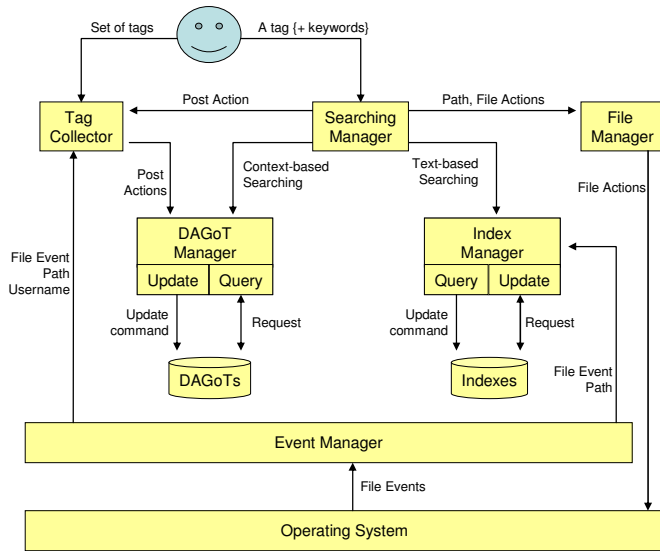 Set of tags
A tag {+ keywords}
Tag
Collector
Post Action
Searching
Manager
Path, File Actions
File
Manager
Post
Actions
Context-based
Searching
Text-based
Searching
File Actions
DAGoT
Manager
Update
Query
Index
Manager
Query
Update
File Event
Path
Username
Update
command
Request
Update
command
Request
DAGoTs
Indexes
File Event
Path
Event Manager
File Events
Operating System